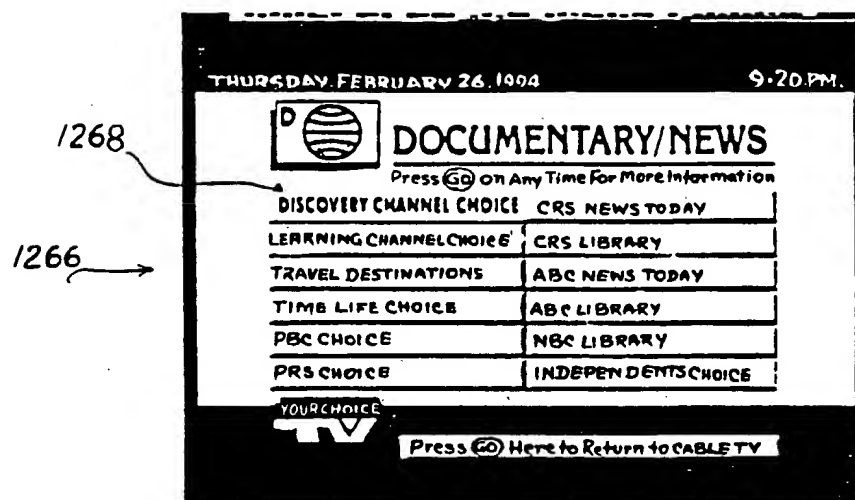 THURSDAY. FEBRUARY 26. 1994 9.20.PM.
D
1268
DOCUMENTARY/NEWS
Press GO on Any Time For More Information
DISCOVERY CHANNEL CHOICE CRS NEWS TODAY
LEARNING CHANNEL CHOICE CRS LIBRARY
1266
TRAVEL DESTINATIONS ABC NEWS TODAY
TIME LIFE CHOICE ABC LIBRARY
PBC CHOICE NBC LIBRARY
PRS CHOICE INDEPENDENTS CHOICE
YOUR CHOICE
TV
Press GO Here to Return to CABLE TV